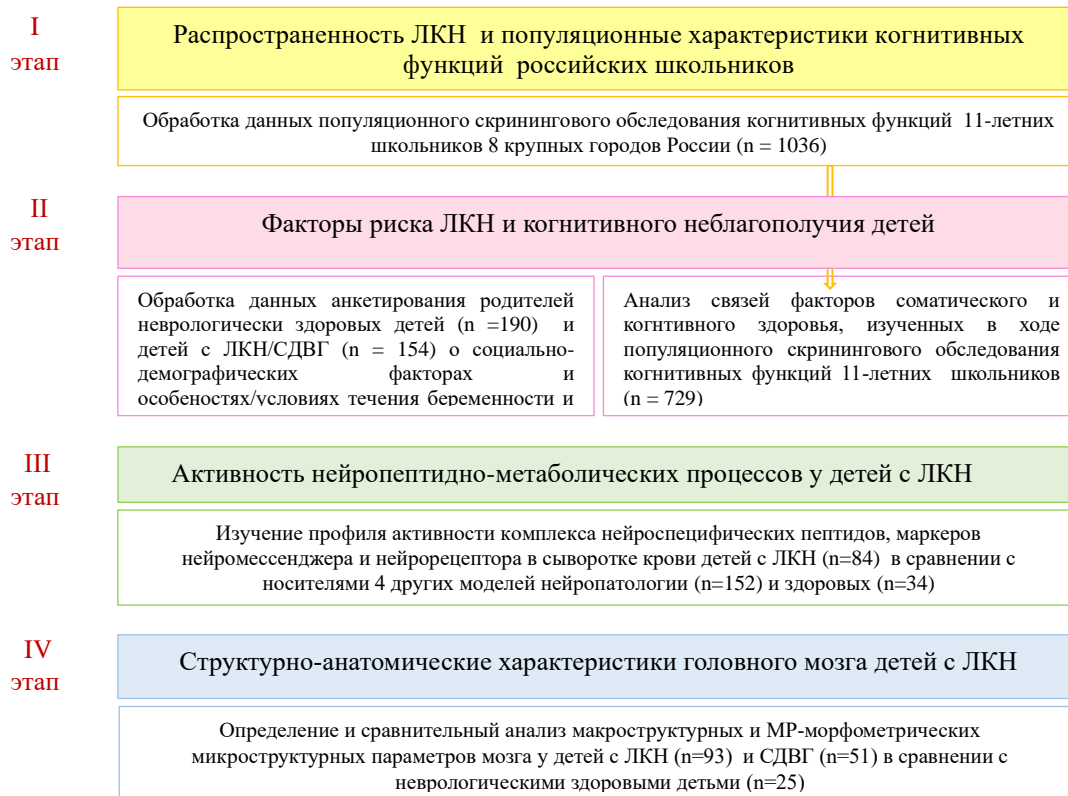 I
этап
Распространенность ЛКН и популяционные характеристики когнитивных
функций российских школьников
Обработка данных популяционного скринингового обследования когнитивных функций 11-летних
школьников 8 крупных городов России (n = 1036)
II
этап
Факторы риска ЛКН и когнитивного неблагополучия детей
Обработка данных анкетирования родителей
неврологически здоровых детей (n =190) и
детей с ЛКН/СДВГ (n = 154) о социально-
демографических факторах и
особеностях/условиях течения беременности и
Анализ связей факторов соматического и
когнтивного здоровья, изученных в ходе
популяционного скринингового обследования
когнитивных функций 11-летних школьников
(n = 729)
III
этап
Активность нейропептидно-метаболических процессов у детей с ЛКН
Изучение профиля активности комплекса нейроспецифических пептидов, маркеров
нейромессенджера и нейрорецептора в сыворотке крови детей с ЛКН (n=84) в сравнении с
носителями 4 других моделей нейропатологии (n=152) и здоровых (n=34)
IV
этап
Структурно-анатомические характеристики головного мозга детей с ЛКН
Определение и сравнительный анализ макроструктурных и МР-морфометрических
микроструктурных параметров мозга у детей с ЛКН (n=93) и СДВГ (n=51) в сравнении с
неврологическими здоровыми детьми (n=25)